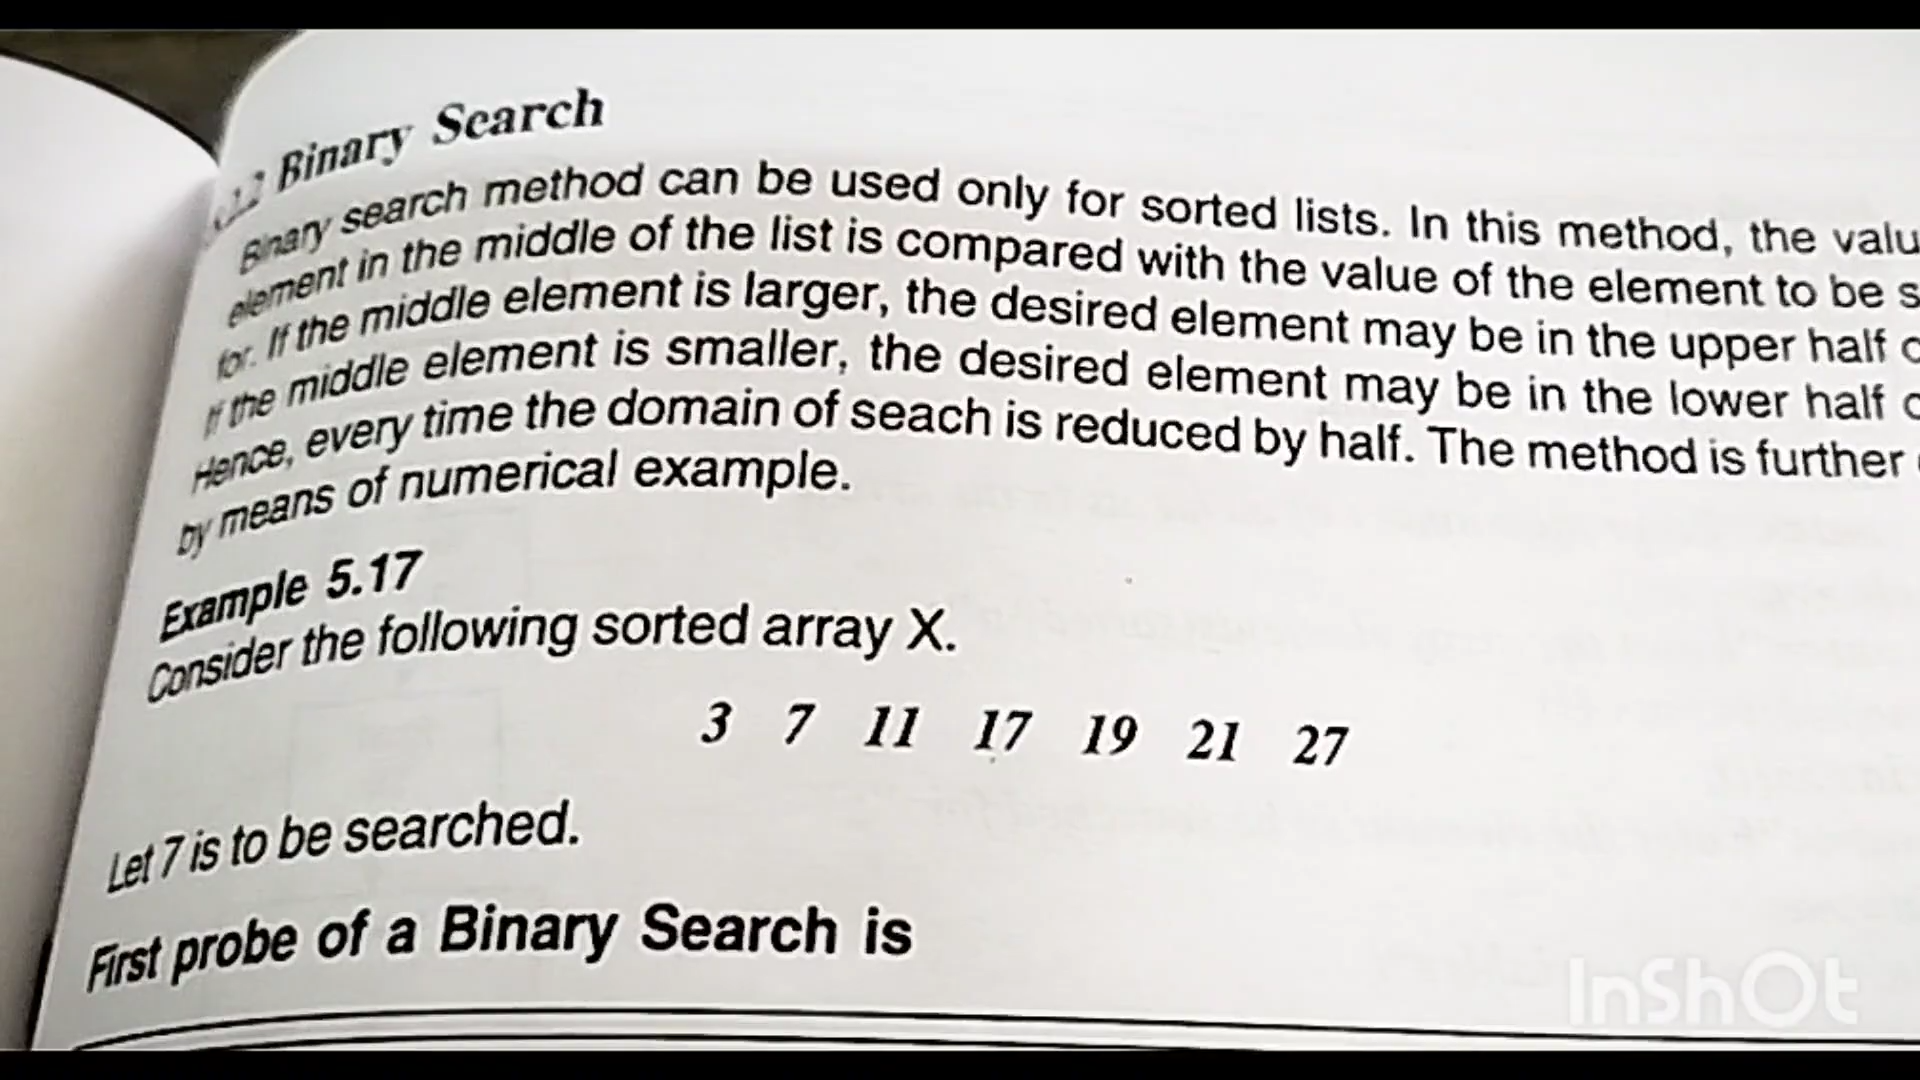 .2 Binary Search
Binary search method can be used only for sorted lists. In this method, the valu
element in the middle of the list is compared with the value of the element to be s
for. If the middle element is larger, the desired element may be in the upper half o
If the middle element is smaller, the desired element may be in the lower half o
Hence, every time the domain of seach is reduced by half. The method is further
by means of numerical example.
Example 5.17
Consider the following sorted array X.
3 7 11 17 19 21 27
Let 7 is to be searched.
First probe of a Binary Search is
InShOt